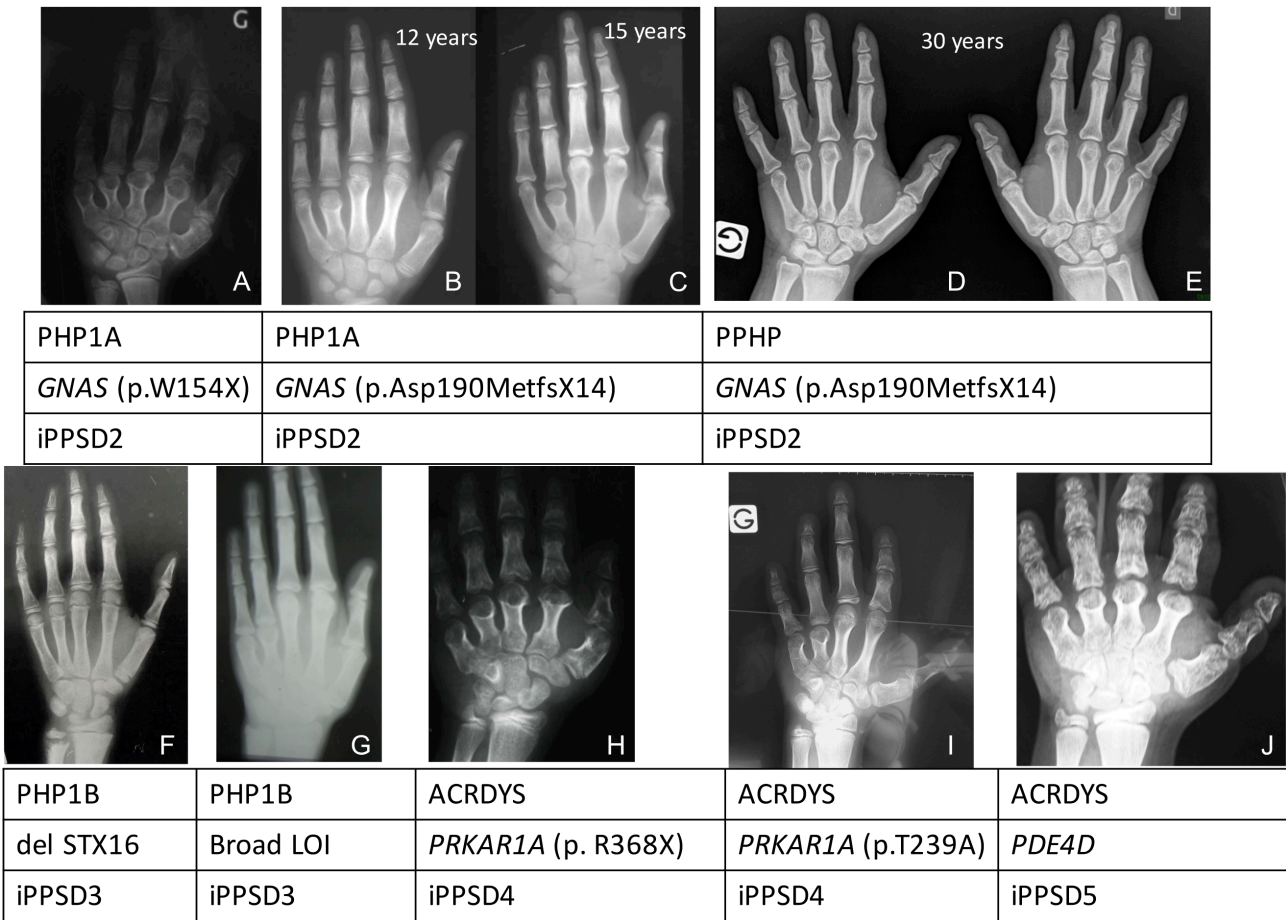 G
12 years
15 years
30 years
A
B
C
D
E
PHP1A
PHP1A
PPHP
GNAS (p.W154X)
GNAS (p.Asp190MetfsX14)
GNAS (p.Asp190MetfsX14)
iPPSD2
iPPSD2
iPPSD2
G
F
G
H
I
J
PHP1B
PHP1B
ACRDYS
ACRDYS
ACRDYS
del STX16
Broad LOI
PRKAR1A (p. R368X)
PRKAR1A (p.T239A)
PDE4D
iPPSD3
iPPSD3
iPPSD4
iPPSD4
iPPSD5